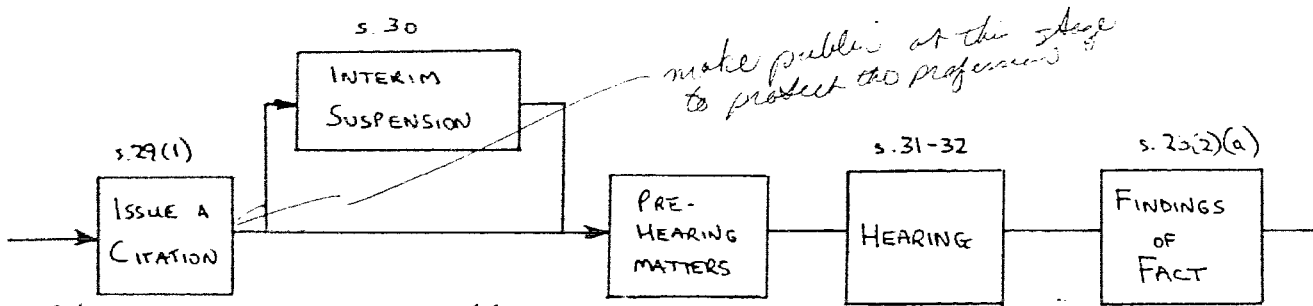 s.30
INTERIM
SUSPENSION
make public at this stage
to protect the profession
s.29(1)
ISSUE A
CITATION
PRE-
HEARING
MATTERS
s.31-32
HEARING
FINDINGS
OF
FACT